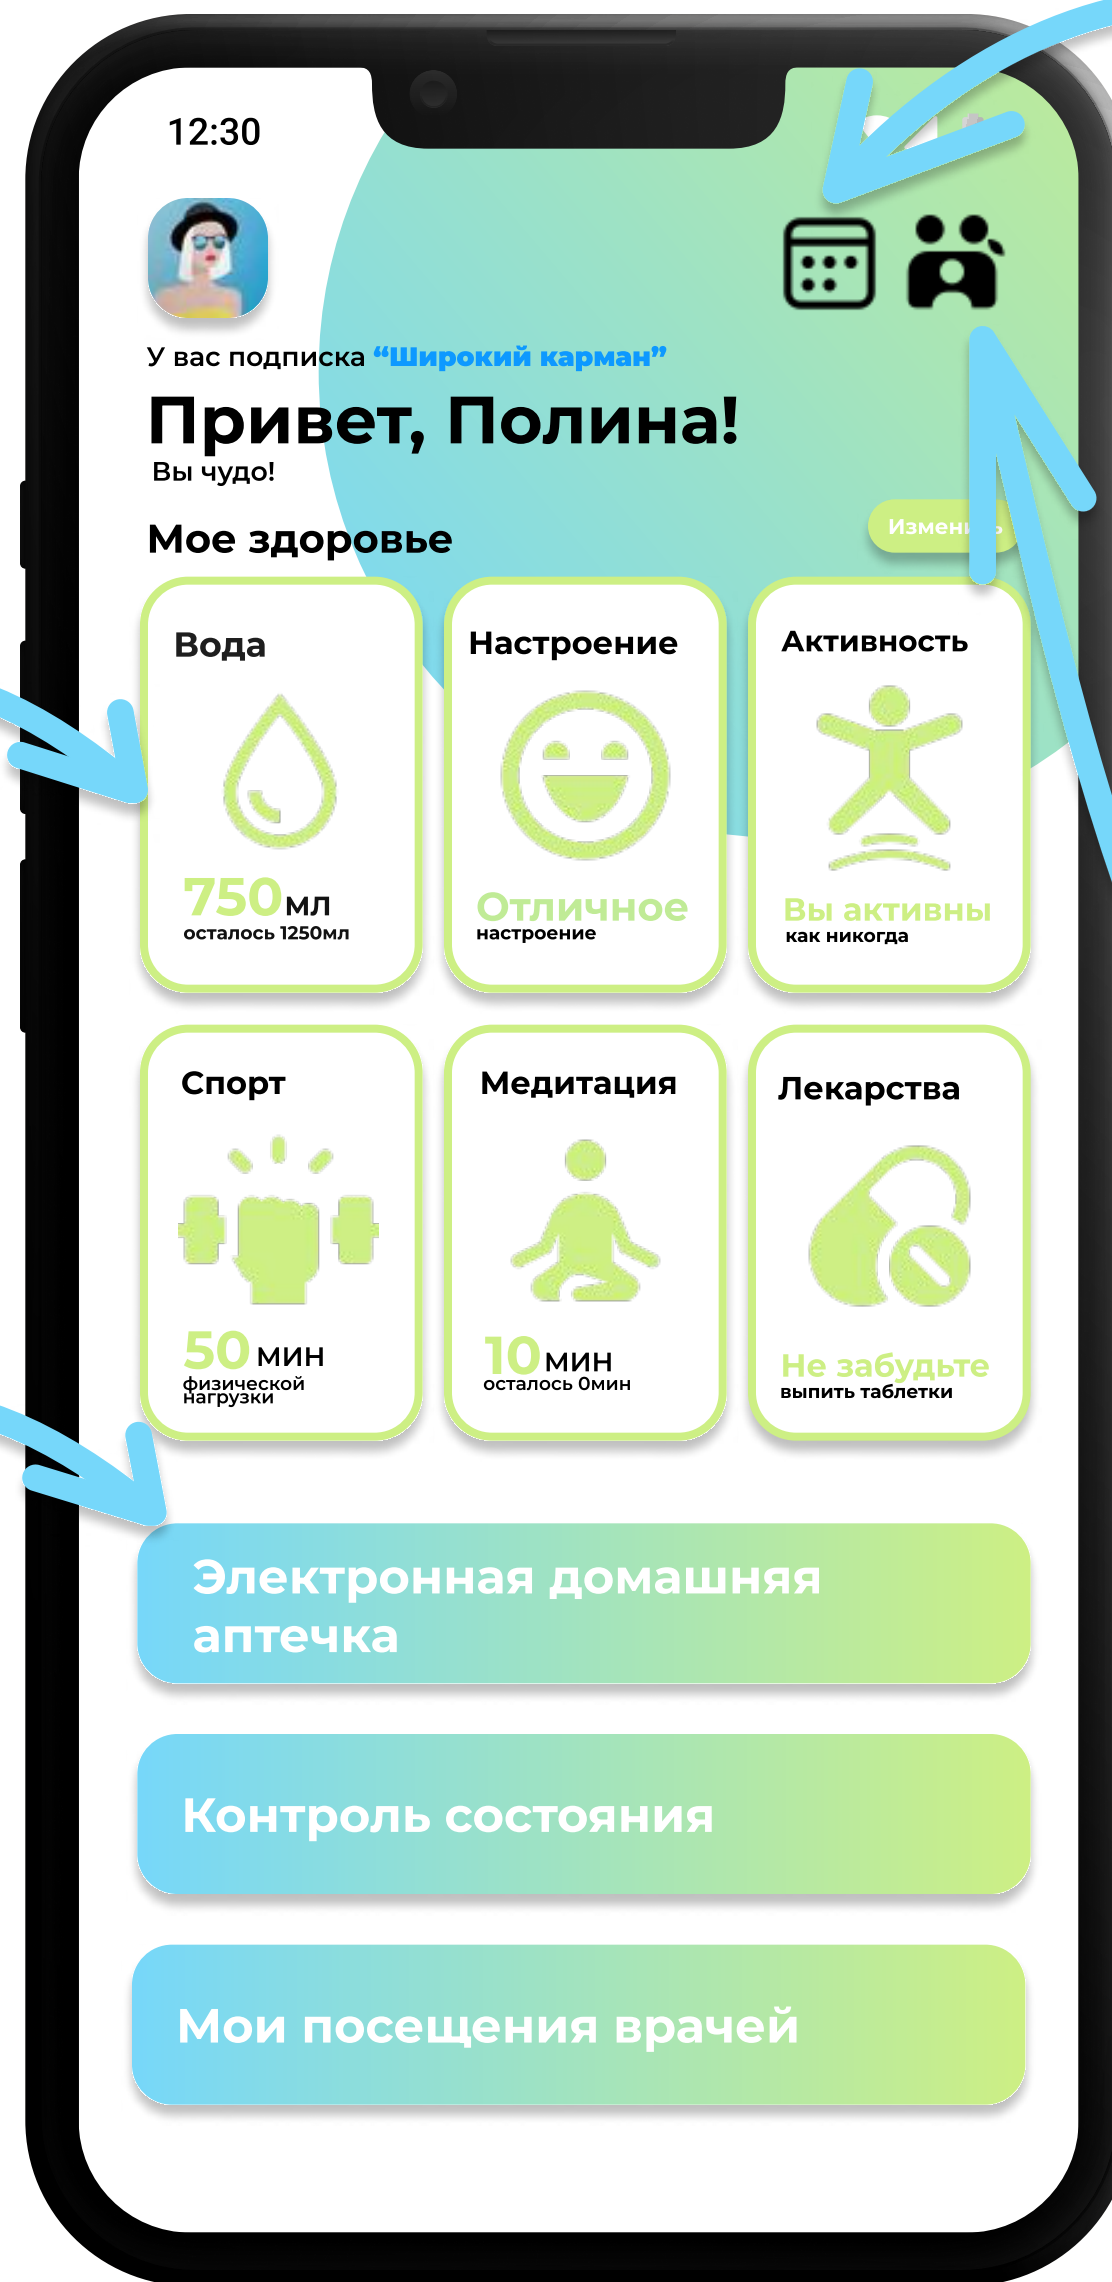 12:30
У вас подписка “Широкий карман”
Привет, Полина!
Вы чудо!
Мое здоровье
Вода
750 мл
осталось 1250мл
Настроение
Отличное
настроение
Активность
Вы активны
как никогда
Спорт
50 мин
физической
нагрузки
Медитация
10 мин
осталось 0мин
Лекарства
Не забудьте
выпить таблетки
Электронная домашняя
аптечка
Контроль состояния
Мои посещения врачей